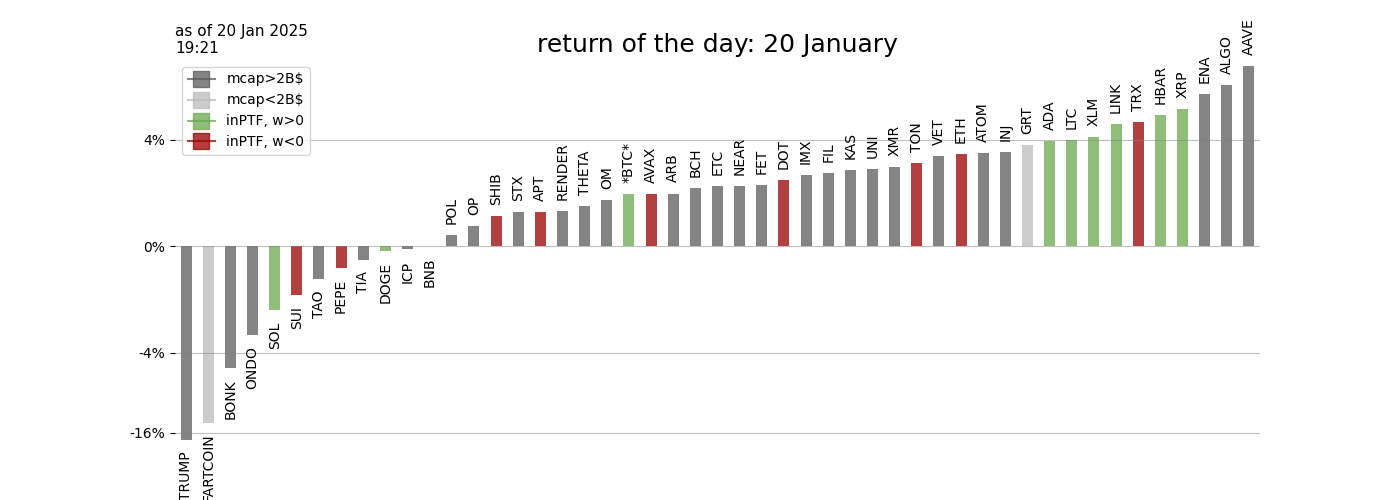 as of 20 Jan 2025
19:21
return of the day: 20 January
mcap>2B$
mcap<2B$
inPTF, w>0
inPTF, w<0
4%
0%
-4%
-16%
TRUMP
FARTCOIN
BONK
ONDO
SOL
SUI
TAO
PEPE
TIA
DOGE
ICP
BNB
POL
OP
SHIB
STX
APT
RENDER
THETA
OM
*BTC*
AVAX
ARB
BCH
ETC
NEAR
FET
DOT
IMX
FIL
KAS
UNI
XMR
TON
VET
ETH
ATOM
INJ
GRT
ADA
LTC
XLM
LINK
TRX
HBAR
XRP
ENA
ALGO
AAVE